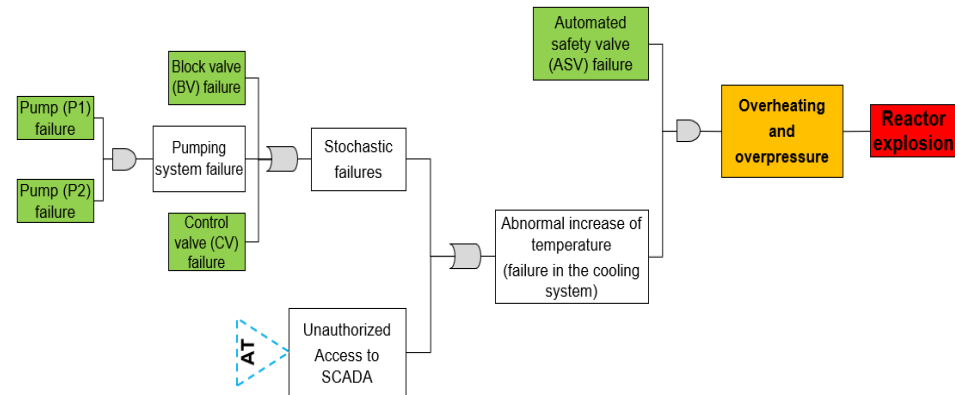 Pump (P1)
failure
Pump (P2)
failure
Pumping
system failure
Block valve
(BV) failure
Control
valve (CV)
failure
Stochastic
failures
AT
Unauthorized
Access to
SCADA
Abnormal increase of
temperature
(failure in the cooling
system)
Automated
safety valve
(ASV) failure
Overheating
and
overpressure
Reactor
explosion